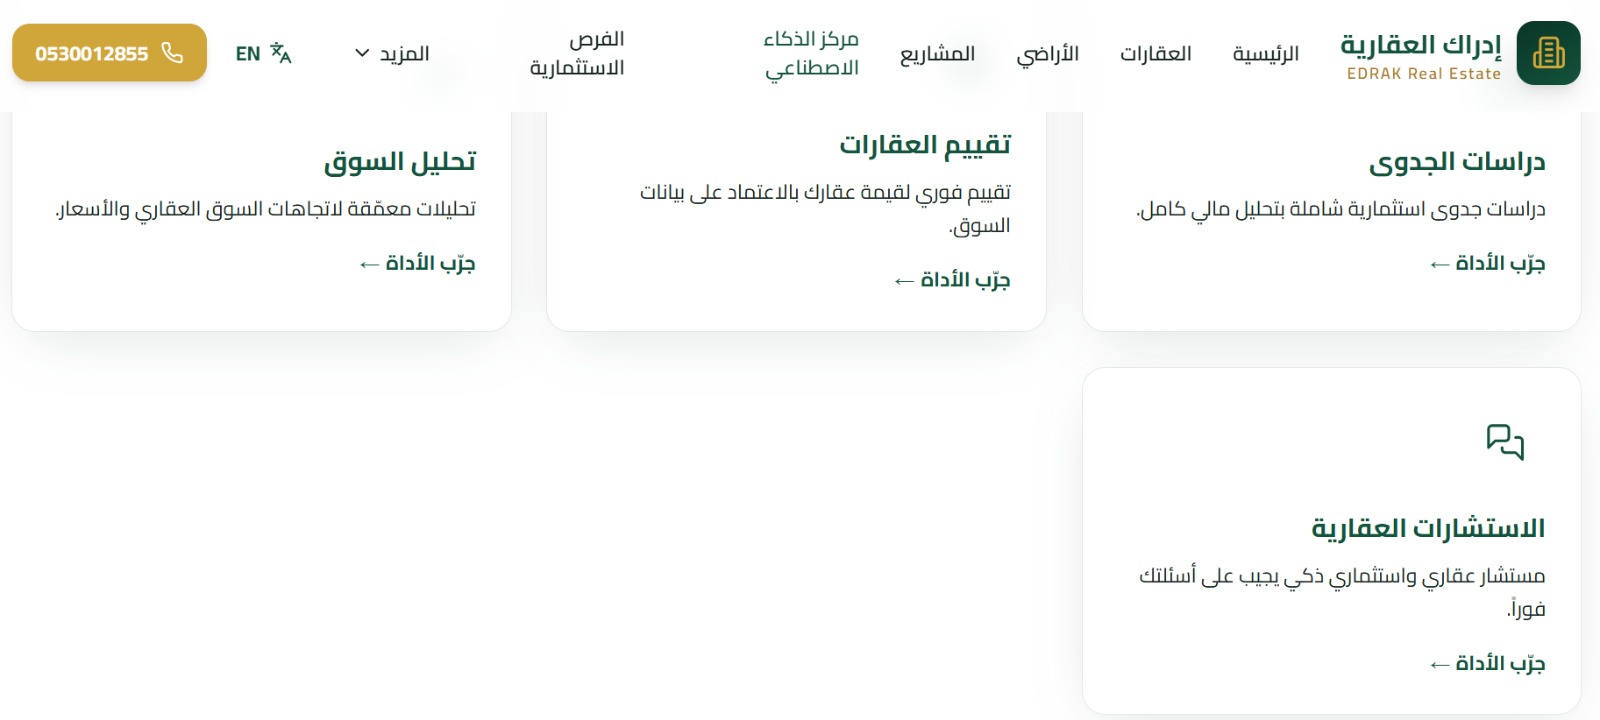 إدراك العقارية
EDRAK Real Estate
الرئيسية
العقارات
الأراضي
المشاريع
مركز الذكاء
الاصطناعي
الفرص
الاستثمارية
المزيد
EN
0530012855
دراسات الجدوى
دراسات جدوى استثمارية شاملة بتحليل مالي كامل.
جرّب الأداة ←
تقييم العقارات
تقييم فوري لقيمة عقارك بالاعتماد على بيانات
السوق.
جرّب الأداة ←
تحليل السوق
تحليلات معمّقة لاتجاهات السوق العقاري والأسعار.
جرّب الأداة ←
الاستشارات العقارية
مستشار عقاري واستثماري ذكي يجيب على أسئلتك
فوراً.
جرّب الأداة ←